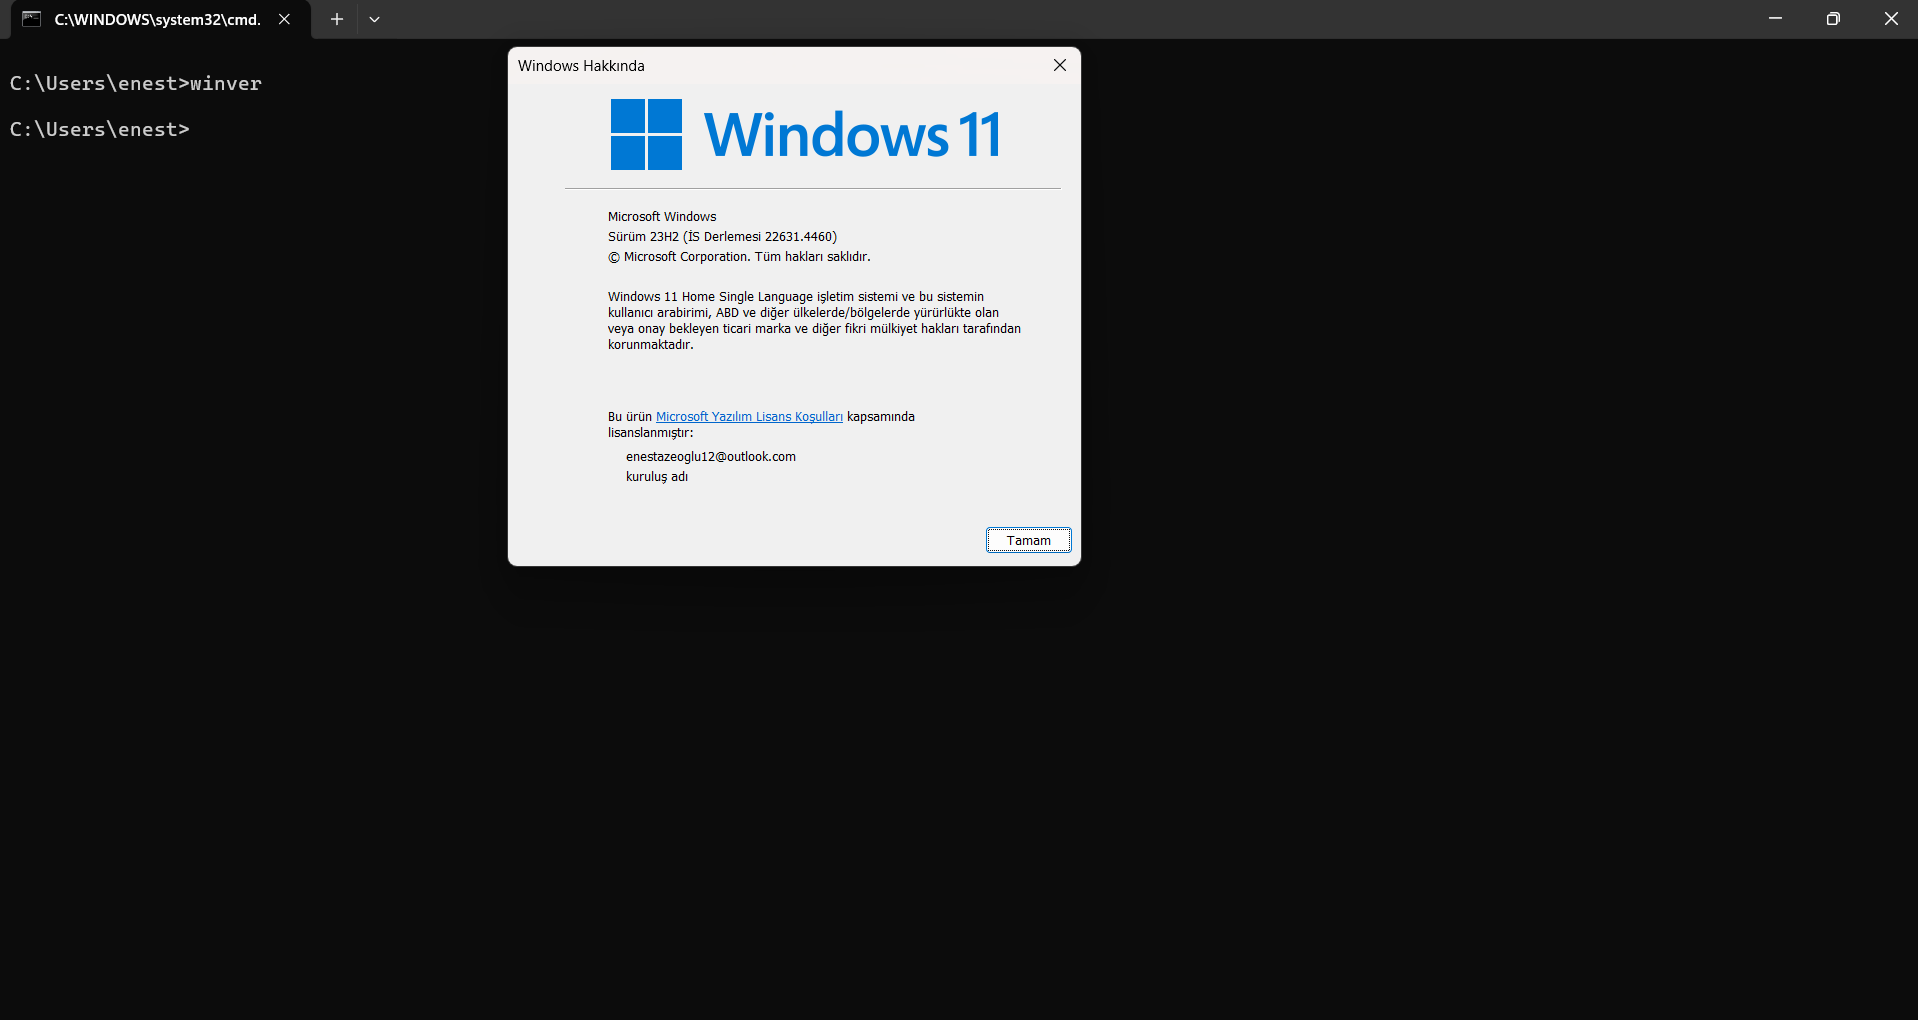 C:\WINDOWS\system32\cmd.
C:\Users\enest>winver
C:\Users\enest>
Windows Hakkında
Windows 11
Microsoft Windows
Sürüm 23H2 (İS Derlemesi 22631.4460)
© Microsoft Corporation. Tüm hakları saklıdır.
Windows 11 Home Single Language işletim sistemi ve bu sistemin
kullanıcı arabirimi, ABD ve diğer ülkelerde/bölgelerde yürürlükte olan
veya onay bekleyen ticari marka ve diğer fikri mülkiyet hakları tarafından
korunmaktadır.
Bu ürün Microsoft Yazılım Lisans Koşulları kapsamında
lisanslanmıştır:
enestazeoglu12@outlook.com
kuruluş adı
Tamam